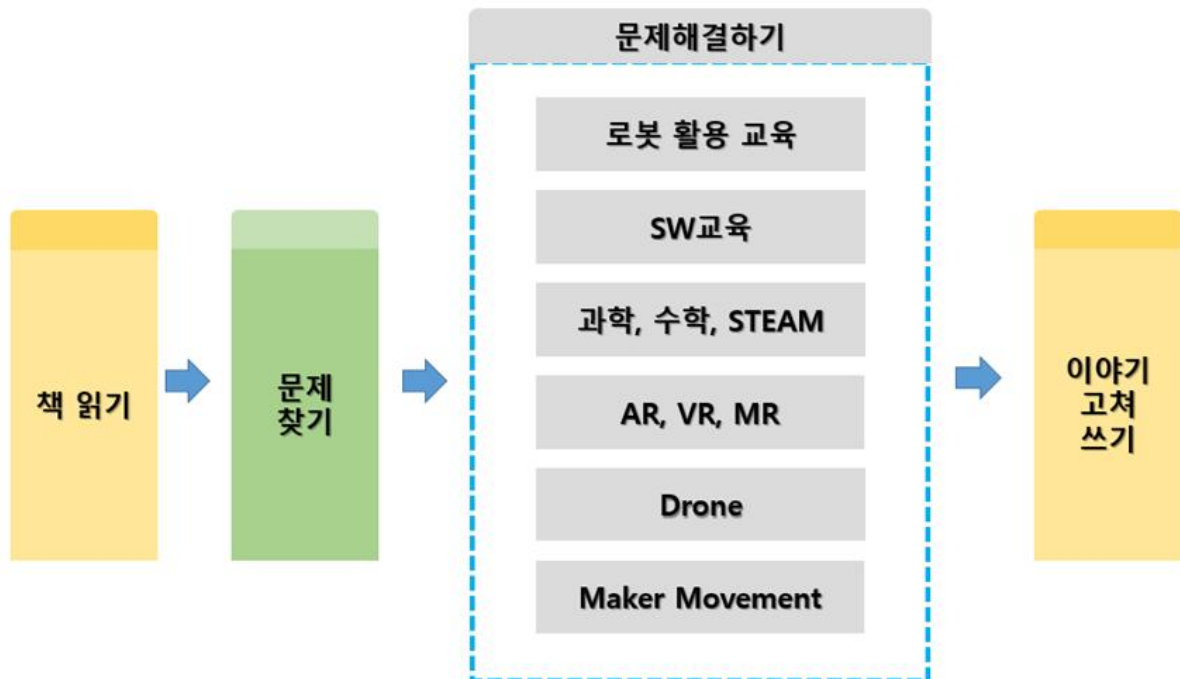 책 읽기
문제
찾기
문제해결하기
로봇 활용 교육
SW교육
과학, 수학, STEAM
AR, VR, MR
Drone
Maker Movement
이야기
고쳐
쓰기